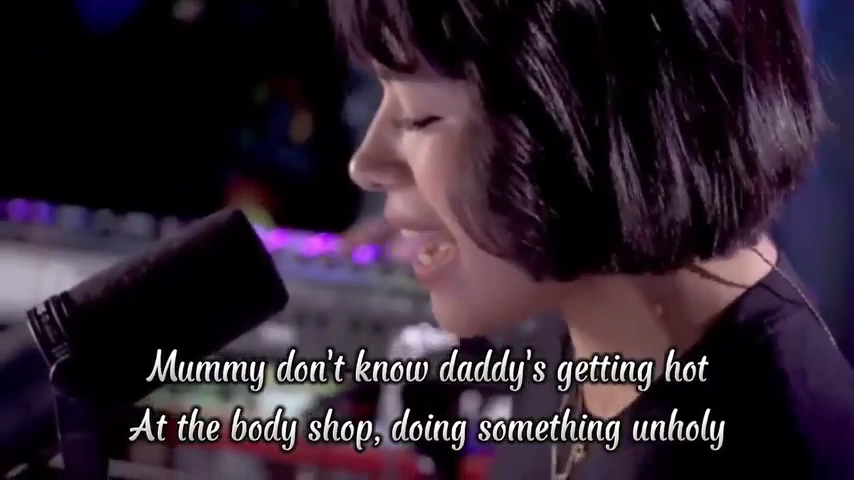 Mummy don't know daddy's getting hot
At the body shop, doing something unholy